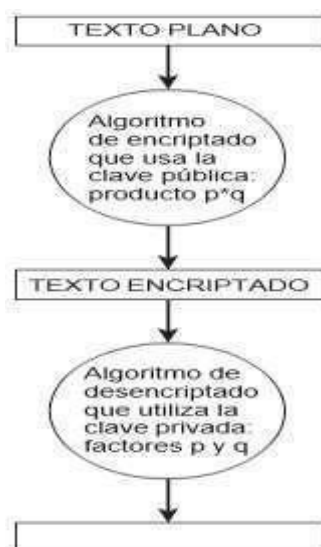 TEXTO PLANO
Algoritmo
de encriptado
que usa la
clave pública:
producto p*q
TEXTO ENCRIPTADO
Algoritmo de
desencriptado
que utiliza la
clave privada:
factores p y q